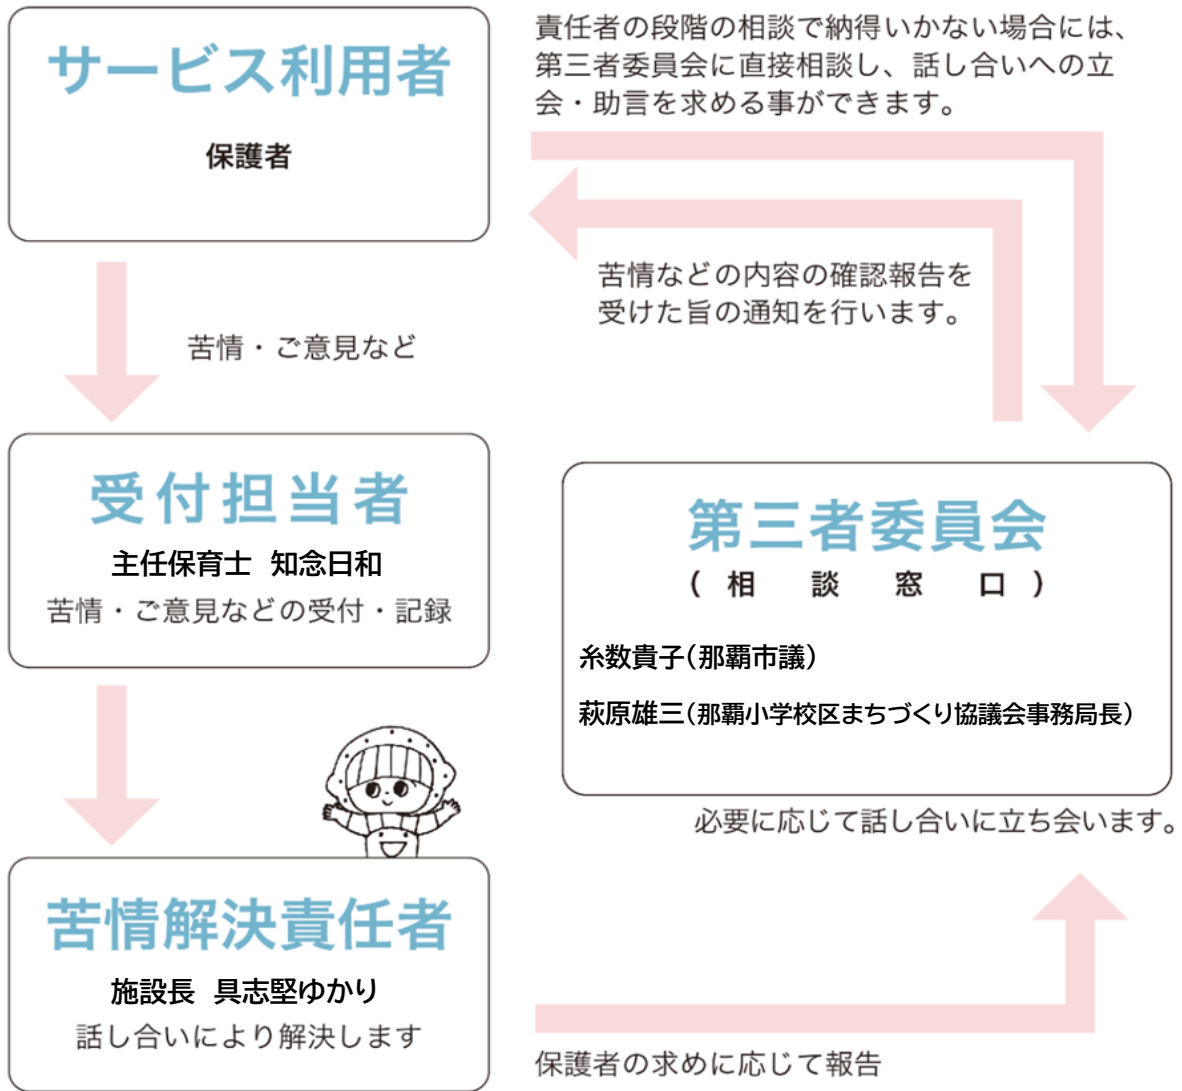 サービス利用者
保護者
責任者の段階の相談で納得いかない場合には、
第三者委員会に直接相談し、話し合いへの立
会・助言を求める事ができます。
苦情などの内容の確認報告を
受けた旨の通知を行います。
苦情・ご意見など
受付担当者
主任保育士 知念日和
苦情・ご意見などの受付・記録
第三者委員会
(相談窓口)
糸数貴子(那覇市議)
萩原雄三(那覇小学校区まちづくり協議会事務局長)
必要に応じて話し合いに立ち会います。
苦情解決責任者
施設長 具志堅ゆかり
話し合いにより解決します
保護者の求めに応じて報告